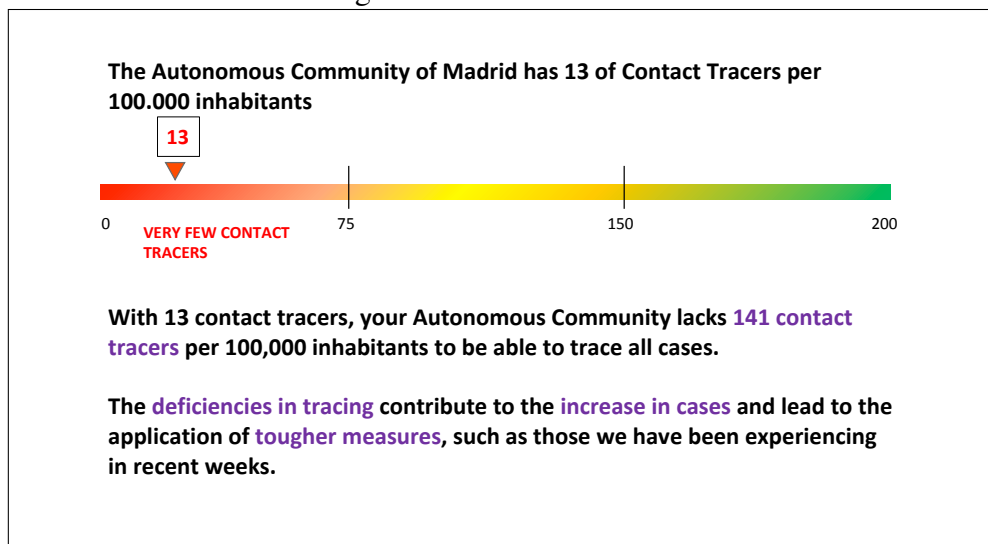 The Autonomous Community of Madrid has 13 of Contact Tracers per
100.000 inhabitants
13
0
75
150
200
VERY FEW CONTACT
TRACERS
With 13 contact tracers, your Autonomous Community lacks 141 contact
tracers per 100,000 inhabitants to be able to trace all cases.
The deficiencies in tracing contribute to the increase in cases and lead to the
application of tougher measures, such as those we have been experiencing
in recent weeks.